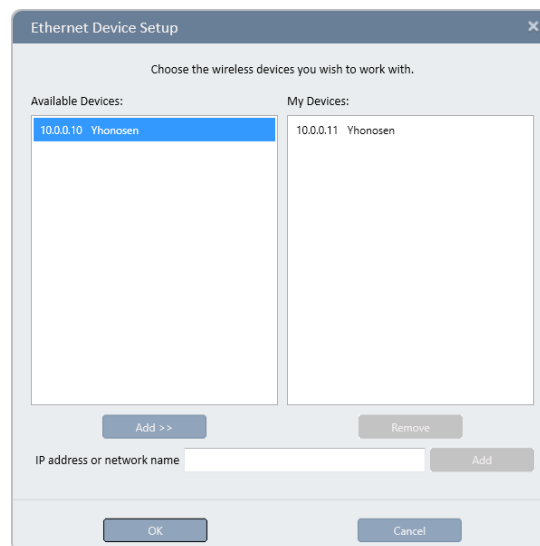 Ethernet Device Setup
Choose the wireless devices you wish to work with.
Available Devices:
My Devices:
10.0.0.10 Yhonosen
10.0.0.11 Yhonosen
Add >>
Remove
IP address or network name
Add
OK
Cancel